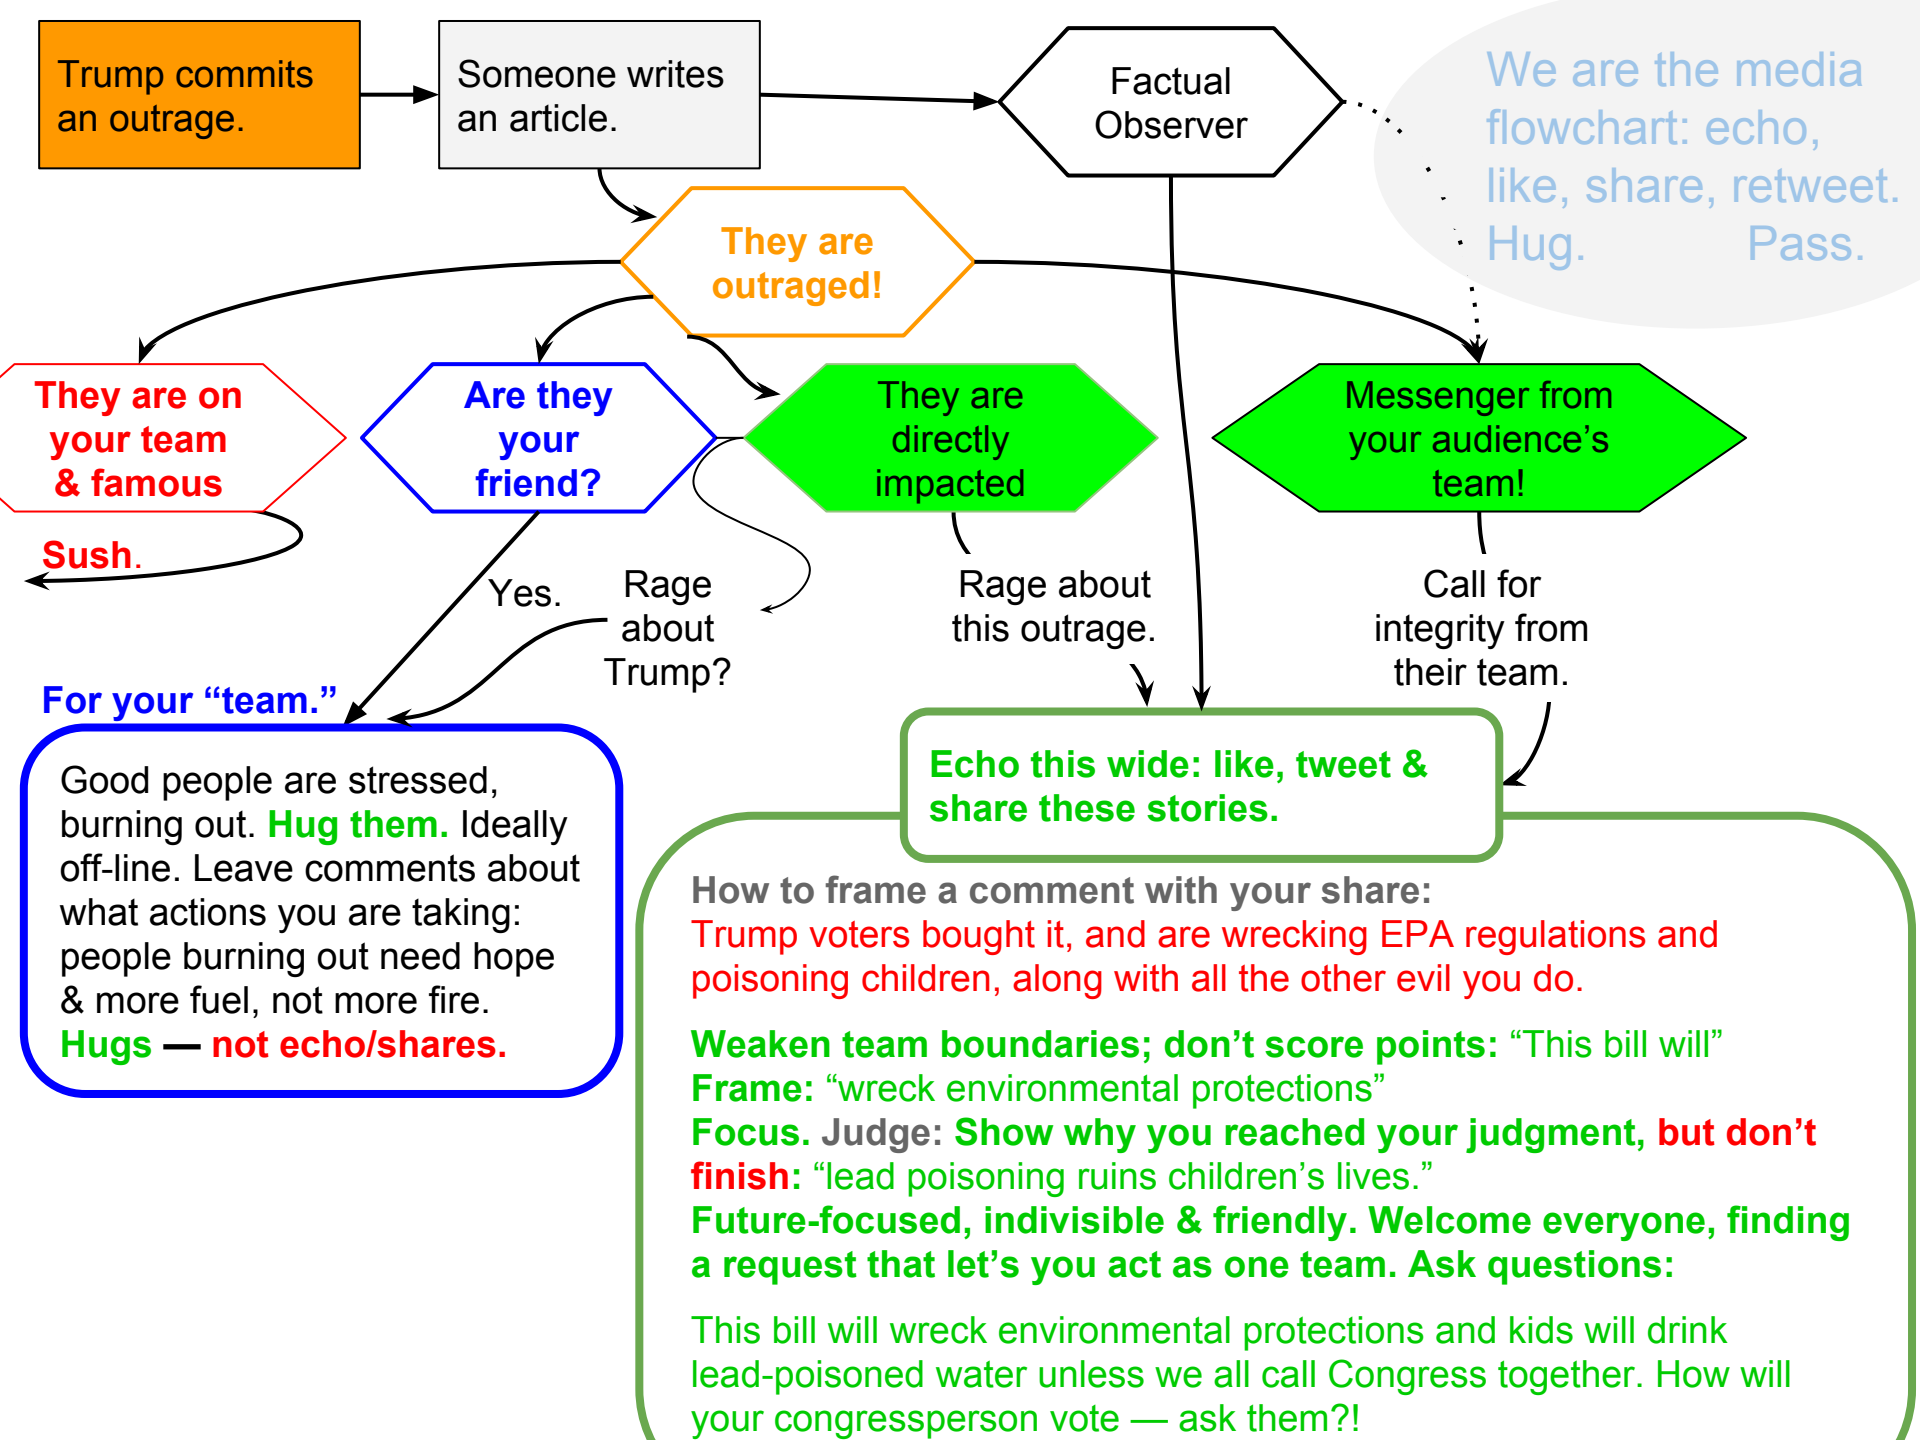 Trump commits
an outrage.
Someone writes
an article.
Factual
Observer
We are the media
flowchart: echo,
like, share, retweet.
Hug. Pass.
They are
outraged!
They are on
your team
& famous
Are they
your
friend?
They are
directly
impacted
Messenger from
your audience’s
team!
Sush.
Yes.
Rage
about
Trump?
Rage about
this outrage.
Call for
integrity from
their team.
For your “team.”
Good people are stressed,
burning out. Hug them. Ideally
off-line. Leave comments about
what actions you are taking:
people burning out need hope
& more fuel, not more fire.
Hugs — not echo/shares.
Echo this wide: like, tweet &
share these stories.
How to frame a comment with your share:
Trump voters bought it, and are wrecking EPA regulations and
poisoning children, along with all the other evil you do.
Weaken team boundaries; don’t score points: “This bill will”
Frame: “wreck environmental protections”
Focus. Judge: Show why you reached your judgment, but don’t
finish: “lead poisoning ruins children’s lives.”
Future-focused, indivisible & friendly. Welcome everyone, finding
a request that let’s you act as one team. Ask questions:
This bill will wreck environmental protections and kids will drink
lead-poisoned water unless we all call Congress together. How will
your congressperson vote — ask them?!